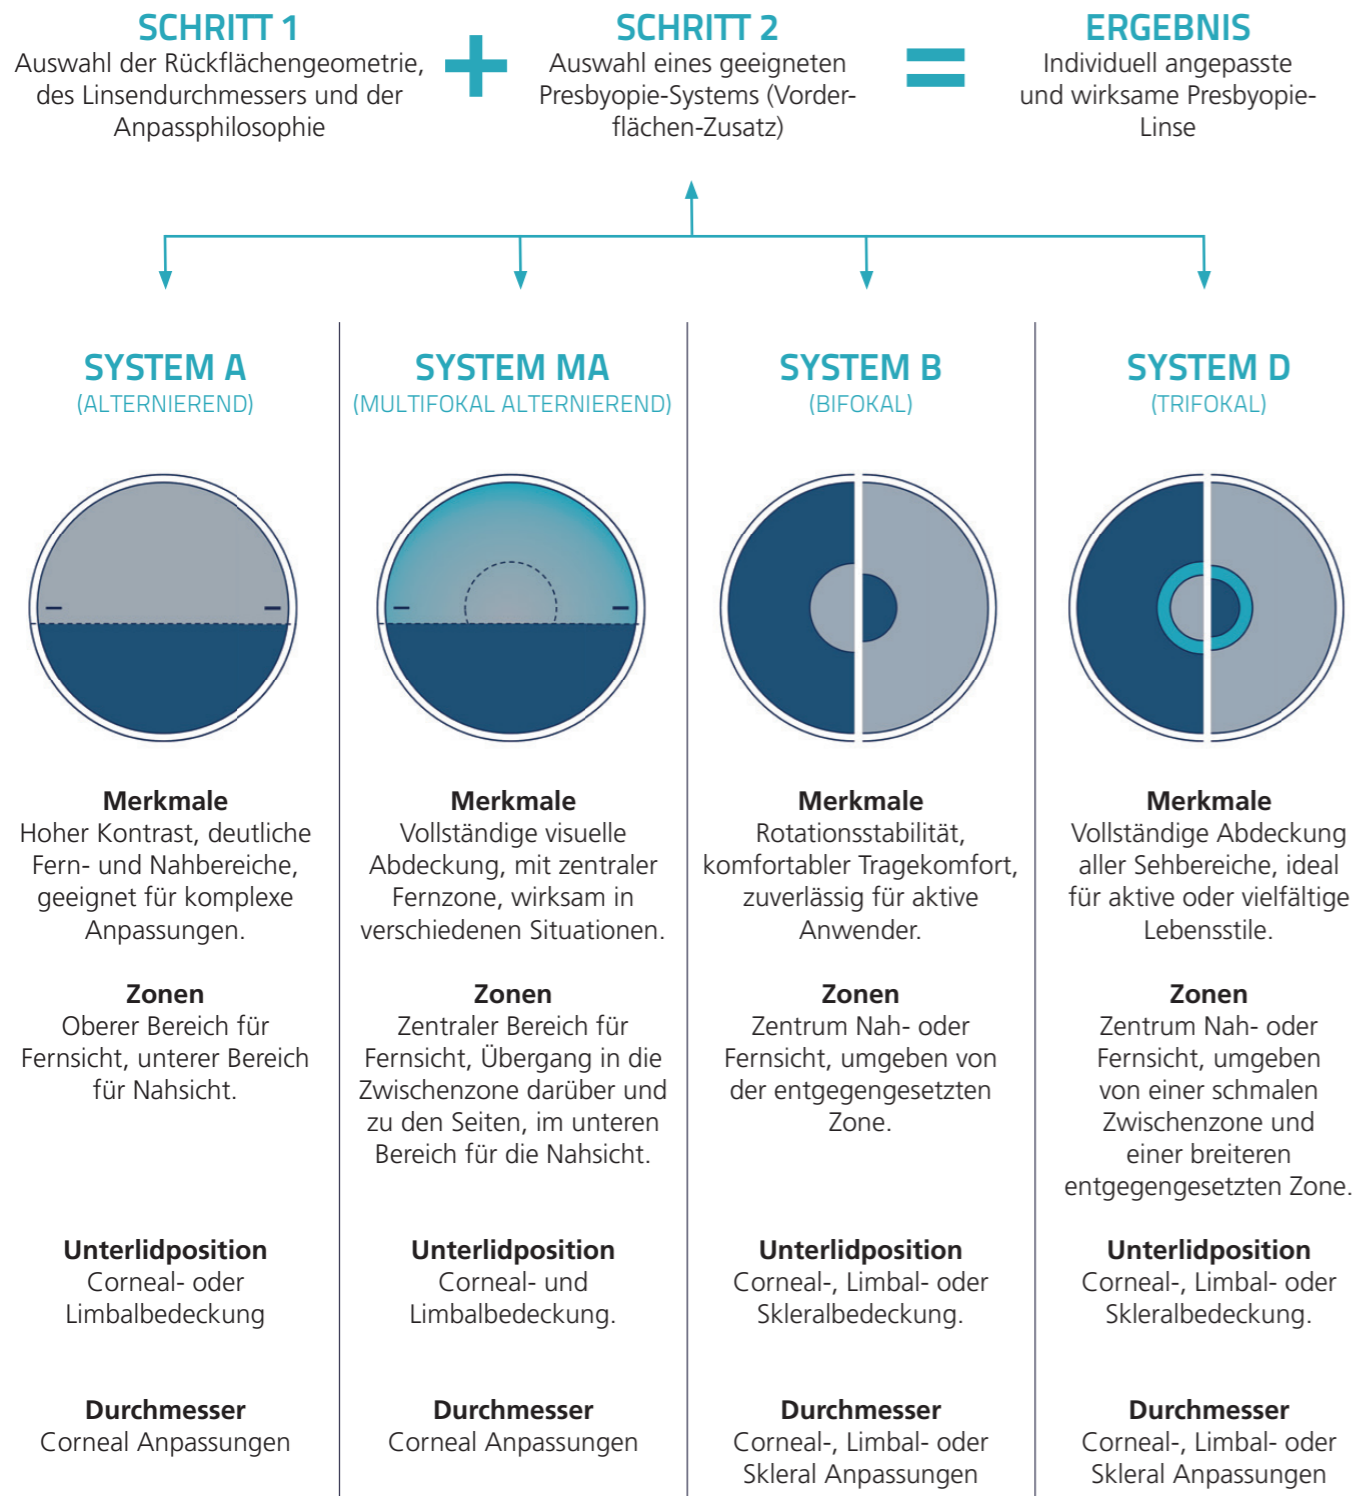 SCHRITT 1
Auswahl der Rückflächengeometrie,
des Linsendurchmessers und der
Anpassphilosophie
+
SCHRITT 2
Auswahl eines geeigneten
Presbyopie-Systems (Vorder-
flächen-Zusatz)
=
ERGEBNIS
Individuell angepasste
und wirksame Presbyopie-
Linse
SYSTEM A
(ALTERNIEREND)
Merkmale
Hoher Kontrast, deutliche
Fern- und Nahbereiche,
geeignet für komplexe
Anpassungen.
Zonen
Oberer Bereich für
Fernsicht, unterer Bereich
für Nahsicht.
Unterlidposition
Corneal- oder
Limbalbedeckung
Durchmesser
Corneal Anpassungen
SYSTEM MA
(MULTIFOKAL ALTERNIEREND)
Merkmale
Vollständige visuelle
Abdeckung, mit zentraler
Fernzone, wirksam in
verschiedenen Situationen.
Zonen
Zentraler Bereich für
Fernsicht, Übergang in die
Zwischenzone darüber und
zu den Seiten, im unteren
Bereich für die Nahsicht.
Unterlidposition
Corneal- und
Limbalbedeckung.
Durchmesser
Corneal Anpassungen
SYSTEM B
(BIFOKAL)
Merkmale
Rotationsstabilität,
komfortabler Tragekomfort,
zuverlässig für aktive
Anwender.
Zonen
Zentrum Nah- oder
Fernsicht, umgeben von
der entgegengesetzten
Zone.
Unterlidposition
Corneal-, Limbal- oder
Skleralbedeckung.
Durchmesser
Corneal-, Limbal- oder
Skleral Anpassungen
SYSTEM D
(TRIFOKAL)
Merkmale
Vollständige Abdeckung
aller Sehbereiche, ideal
für aktive oder vielfältige
Lebensstile.
Zonen
Zentrum Nah- oder
Fernsicht, umgeben
von einer schmalen
Zwischenzone und
einer breiteren
entgegengesetzten Zone.
Unterlidposition
Corneal-, Limbal- oder
Skleralbedeckung.
Durchmesser
Corneal-, Limbal- oder
Skleral Anpassungen